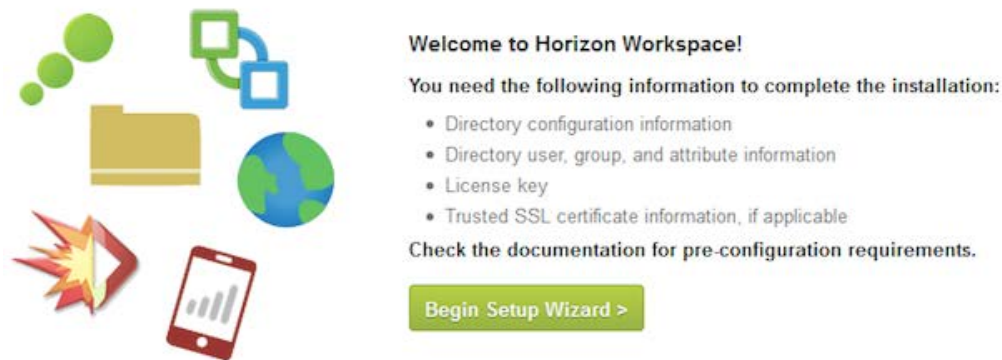 Welcome to Horizon Workspace!
You need the following information to complete the installation:
• Directory configuration information
• Directory user, group, and attribute information
• License key
• Trusted SSL certificate information, if applicable
Check the documentation for pre-configuration requirements.
Begin Setup Wizard >